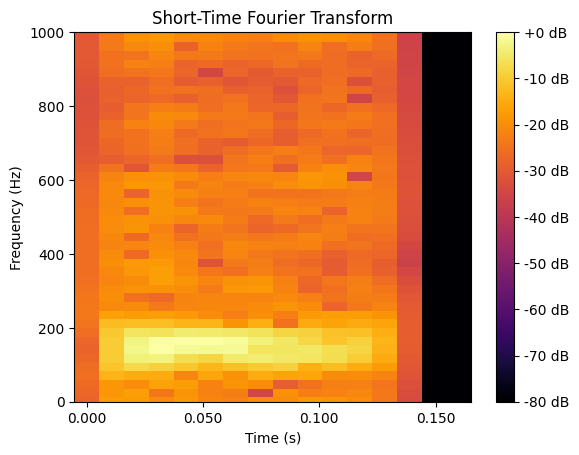 Short-Time Fourier Transform
1000
800
600
400
200
0
Frequency (Hz)
0.000
0.050
0.100
0.150
Time (s)
+0 dB
-10 dB
-20 dB
-30 dB
-40 dB
-50 dB
-60 dB
-70 dB
-80 dB